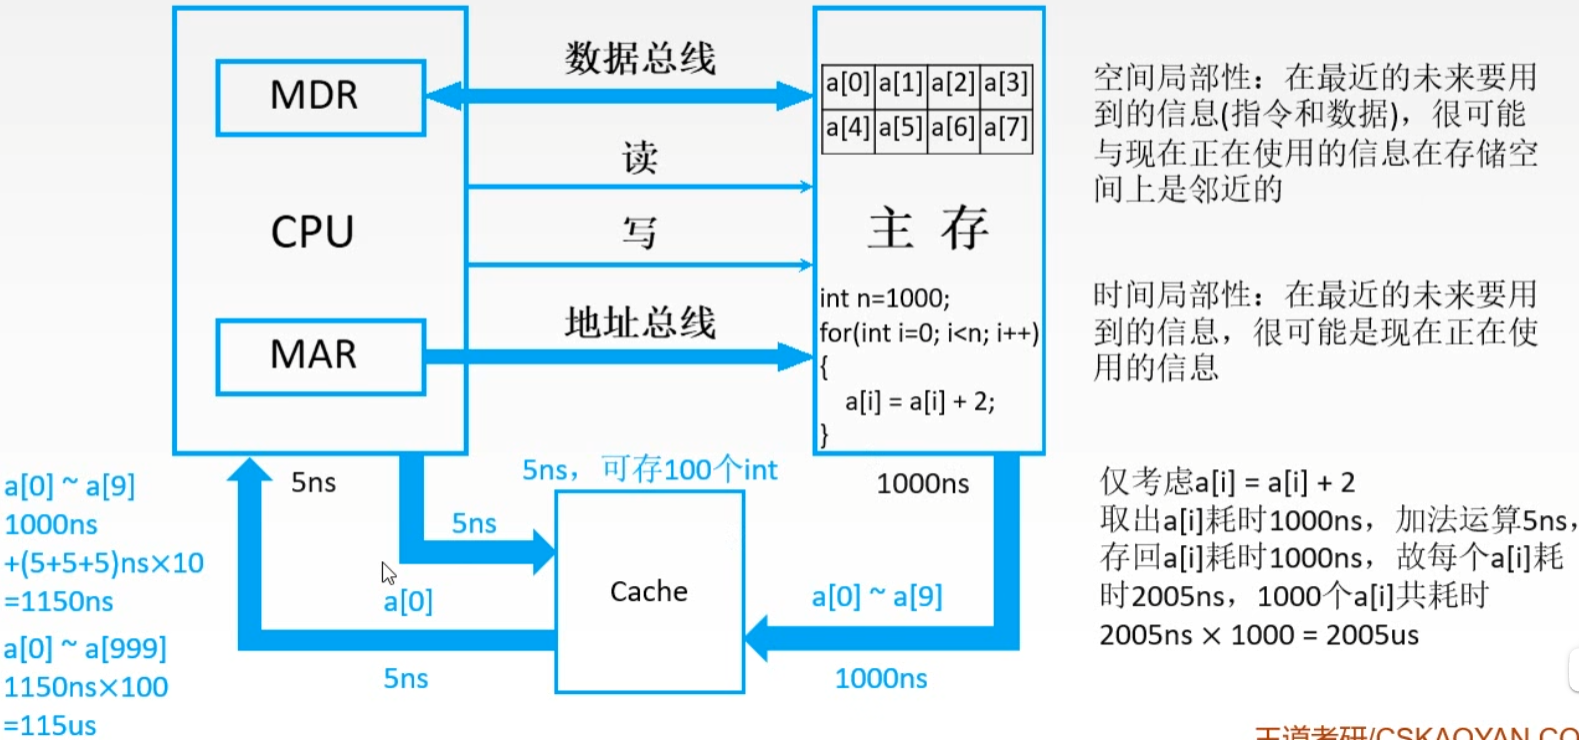 MDR
CPU
MAR
数据总线
读
写
地址总线
a[0] a[1] a[2] a[3]
a[4] a[5] a[6] a[7]
主 存
int n=1000;
for(int i=0; i<n; i++)
{
a[i] = a[i] + 2;
}
空间局部性：在最近的未来要用
到的信息(指令和数据)，很可能
与现在正在使用的信息在存储空
间上是邻近的
时间局部性：在最近的未来要用
到的信息，很可能是现在正在使
用的信息
a[0] ~ a[9]
1000ns
+(5+5+5)ns×10
=1150ns
a[0] ~ a[999]
1150ns×100
=115us
5ns
5ns
a[0]
5ns
5ns，可存100个int
Cache
1000ns
a[0] ~ a[9]
1000ns
仅考虑a[i] = a[i] + 2
取出a[i]耗时1000ns，加法运算5ns，
存回a[i]耗时1000ns，故每个a[i]耗
时2005ns，1000个a[i]共耗时
2005ns × 1000 = 2005us
王道考研/CSKAOYAN.CO